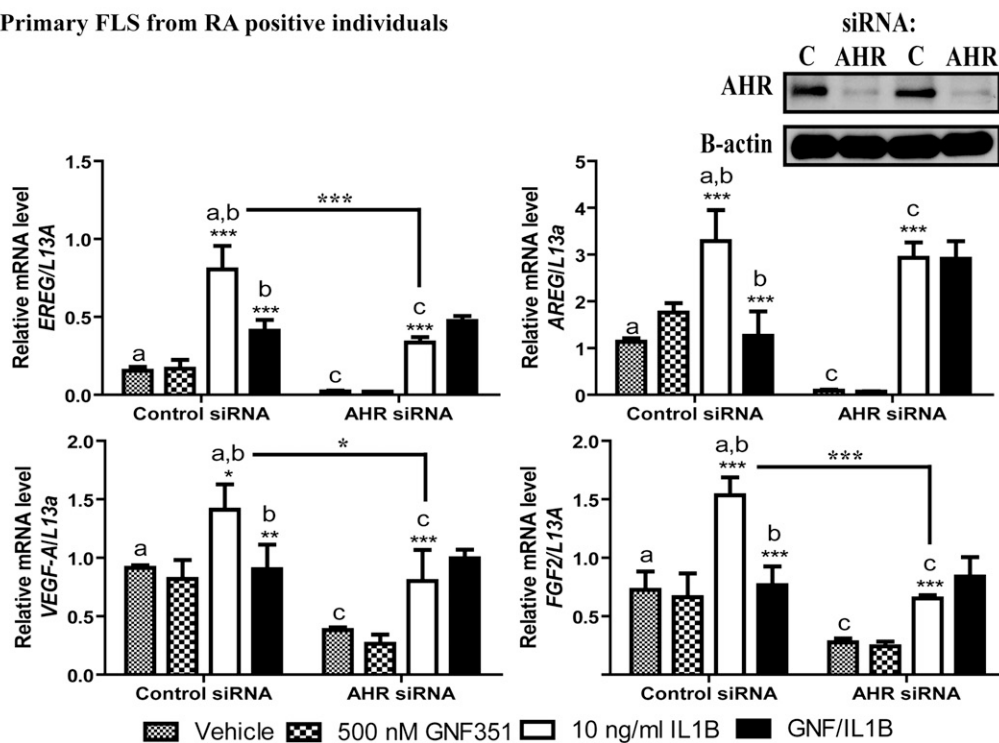 Primary FLS from RA positive individuals
siRNA:
C AHR C AHR
AHR
B-actin
Relative mRNA level
EREG/L13A
1.5
1.0
0.5
0.0
a
a,b
***
b
***
***
c
c
***
Control siRNA AHR siRNA
Relative mRNA level
AREG/L13a
5
4
3
2
1
0
a
a,b
***
b
***
c
c
***
Control siRNA AHR siRNA
Relative mRNA level
VEGF-A/L13a
2.0
1.5
1.0
0.5
0.0
a
a,b
*
b
**
*
c
c
***
Control siRNA AHR siRNA
Relative mRNA level
FGF2/L13A
2.0
1.5
1.0
0.5
a
a,b
***
b
***
***
c
c
***
Control siRNA AHR siRNA
Vehicle 500 nM GNF351 10 ng/ml IL1B GNF/IL1B